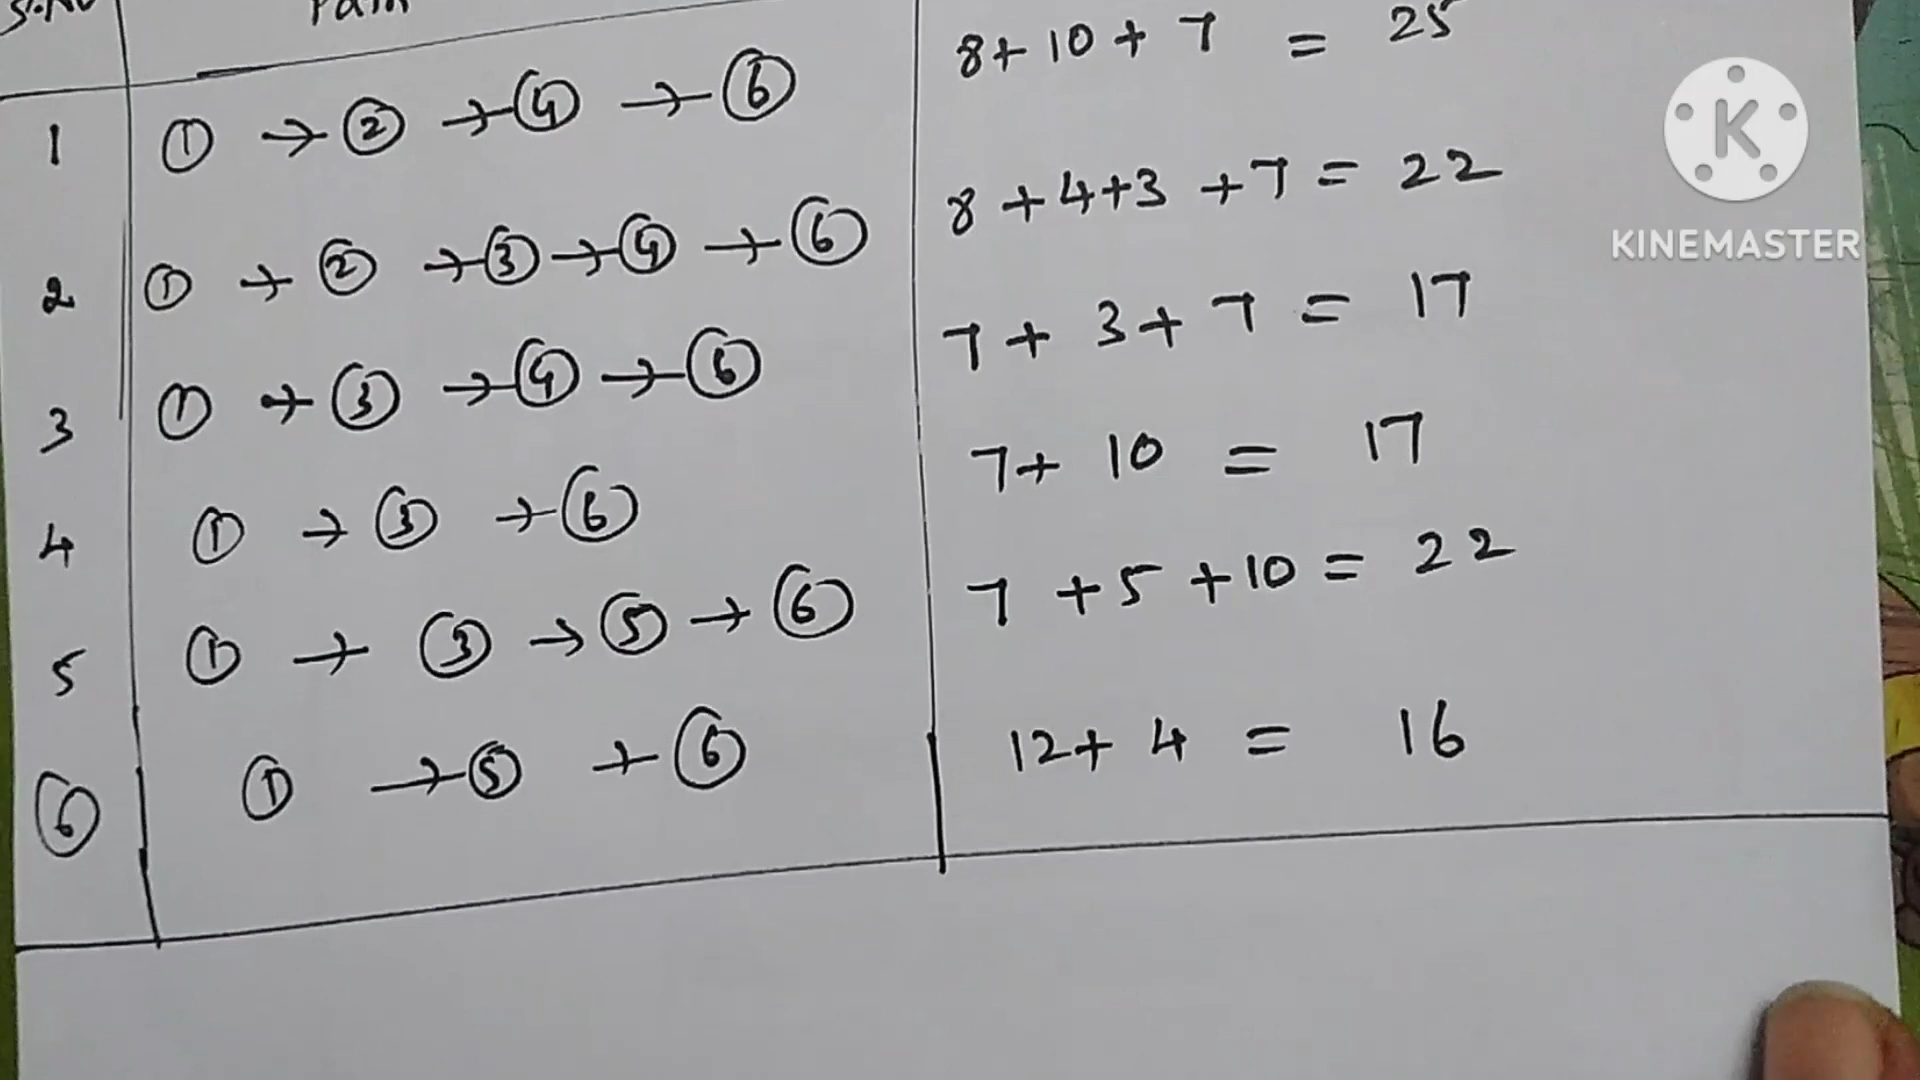 S.No Path
1 ① → ② → ④ → ⑥ 8+10+7 = 25
2 ① → ② → ③ → ④ → ⑥ 8+4+3+7 = 22
3 ① → ③ → ④ → ⑥ 7+3+7 = 17
4 ① → ③ → ⑥ 7+10 = 17
5 ① → ③ → ⑤ → ⑥ 7+5+10 = 22
⑥ ① → ⑤ → ⑥ 12+4 = 16
K
KINEMASTER